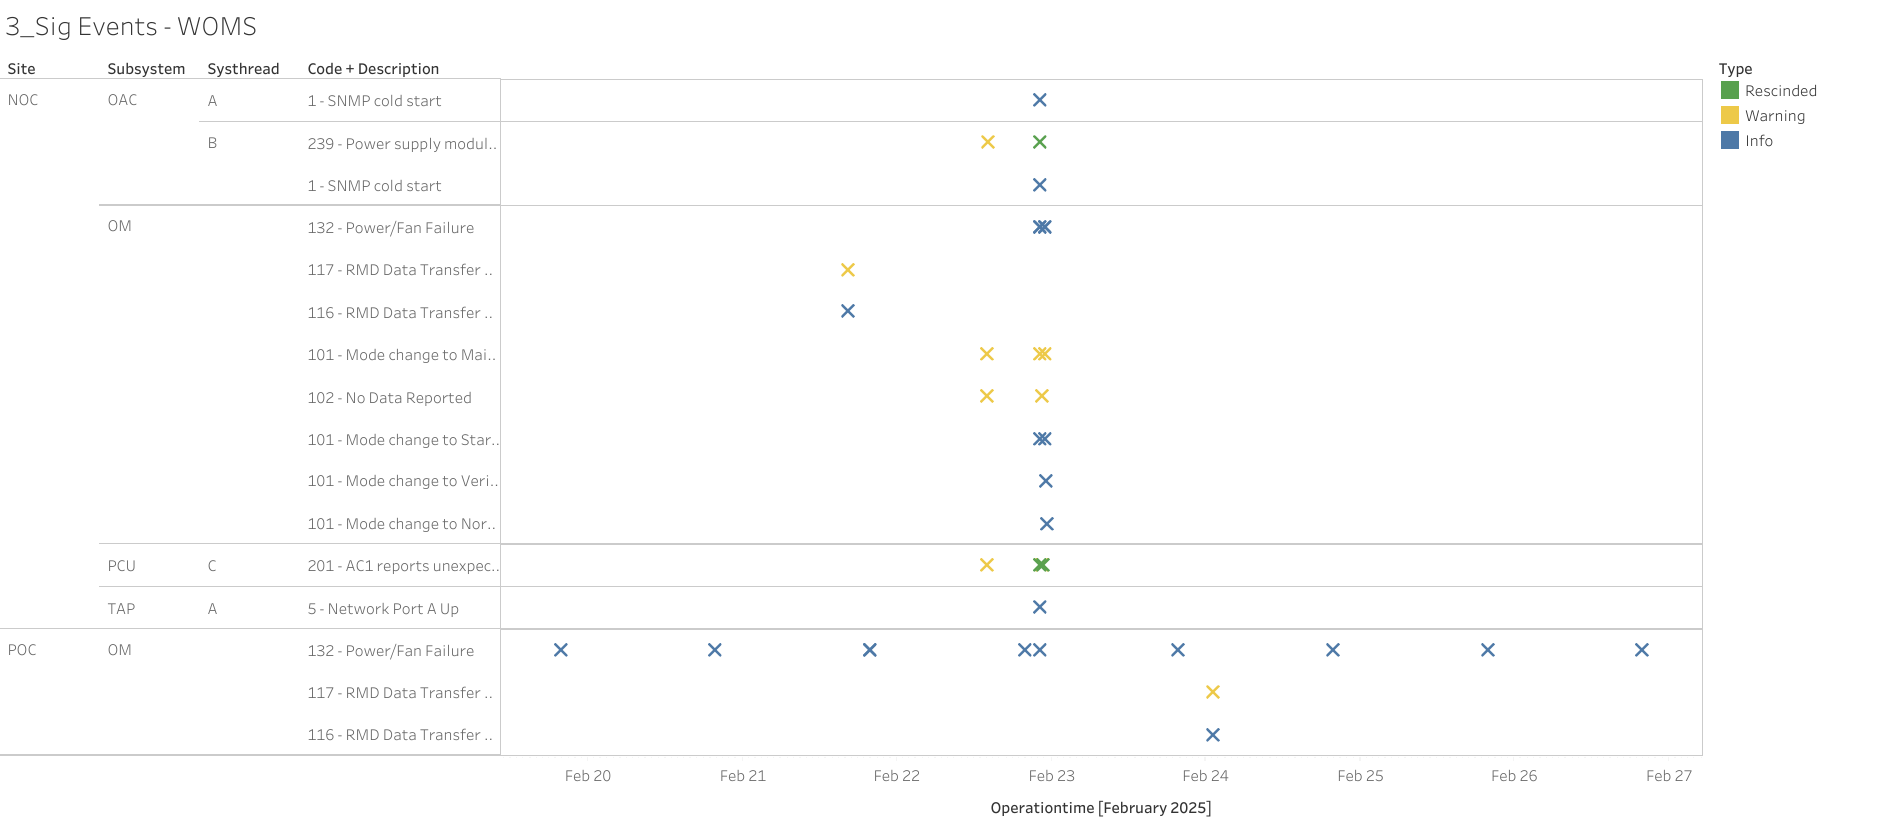 3_Sig Events - WOMS
Site Subsystem Systhread Code + Description
Type
Rescinded
Warning
Info
NOC OAC A 1 - SNMP cold start
B 239 - Power supply modul..
1 - SNMP cold start
OM 132 - Power/Fan Failure
117 - RMD Data Transfer ..
116 - RMD Data Transfer ..
101 - Mode change to Mai..
102 - No Data Reported
101 - Mode change to Star..
101 - Mode change to Veri..
101 - Mode change to Nor..
PCU C 201 - AC1 reports unexpec..
TAP A 5 - Network Port A Up
POC OM 132 - Power/Fan Failure
117 - RMD Data Transfer ..
116 - RMD Data Transfer ..
Feb 20 Feb 21 Feb 22 Feb 23 Feb 24 Feb 25 Feb 26 Feb 27
Operationtime [February 2025]